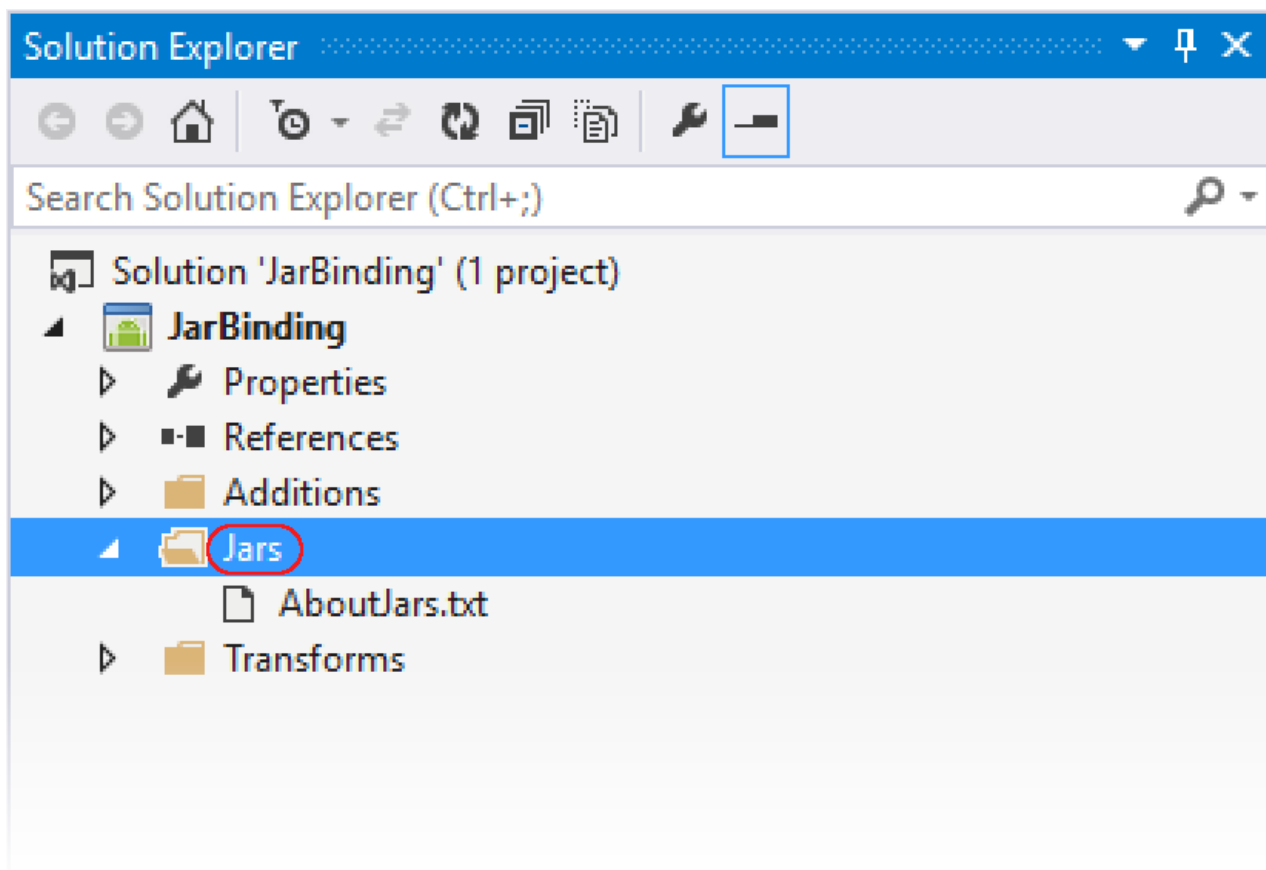 Solution Explorer
Search Solution Explorer (Ctrl+;)
Solution 'JarBinding' (1 project)
JarBinding
Properties
References
Additions
Jars
AboutJars.txt
Transforms